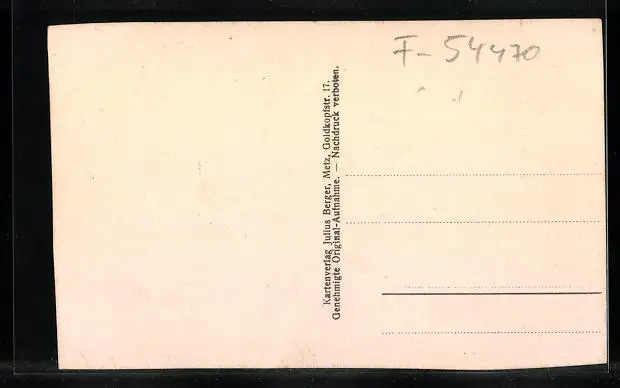 F-54470
Kartenverlag Julius Berger, Metz, Goldkopfstr. 17.
Genehmigte Original-Aufnahme. — Nachdruck verboten.